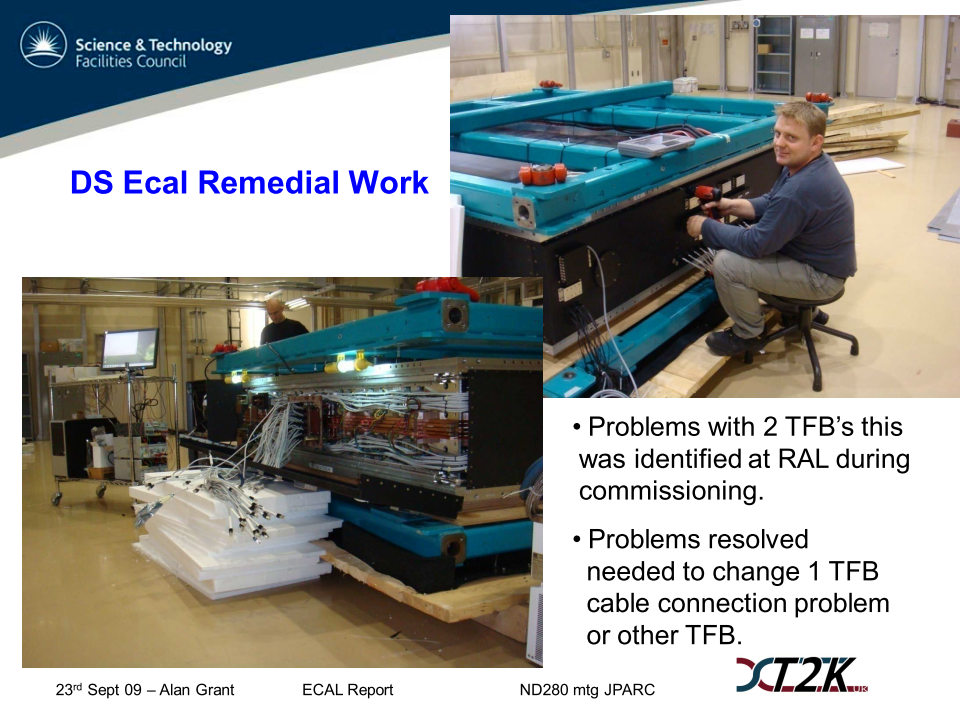 Science & Technology
Facilities Council
DS Ecal Remedial Work
• Problems with 2 TFB’s this
was identified at RAL during
commissioning.
• Problems resolved
needed to change 1 TFB
cable connection problem
or other TFB.
23rd Sept 09 – Alan Grant
ECAL Report
ND280 mtg JPARC
T2K
UK